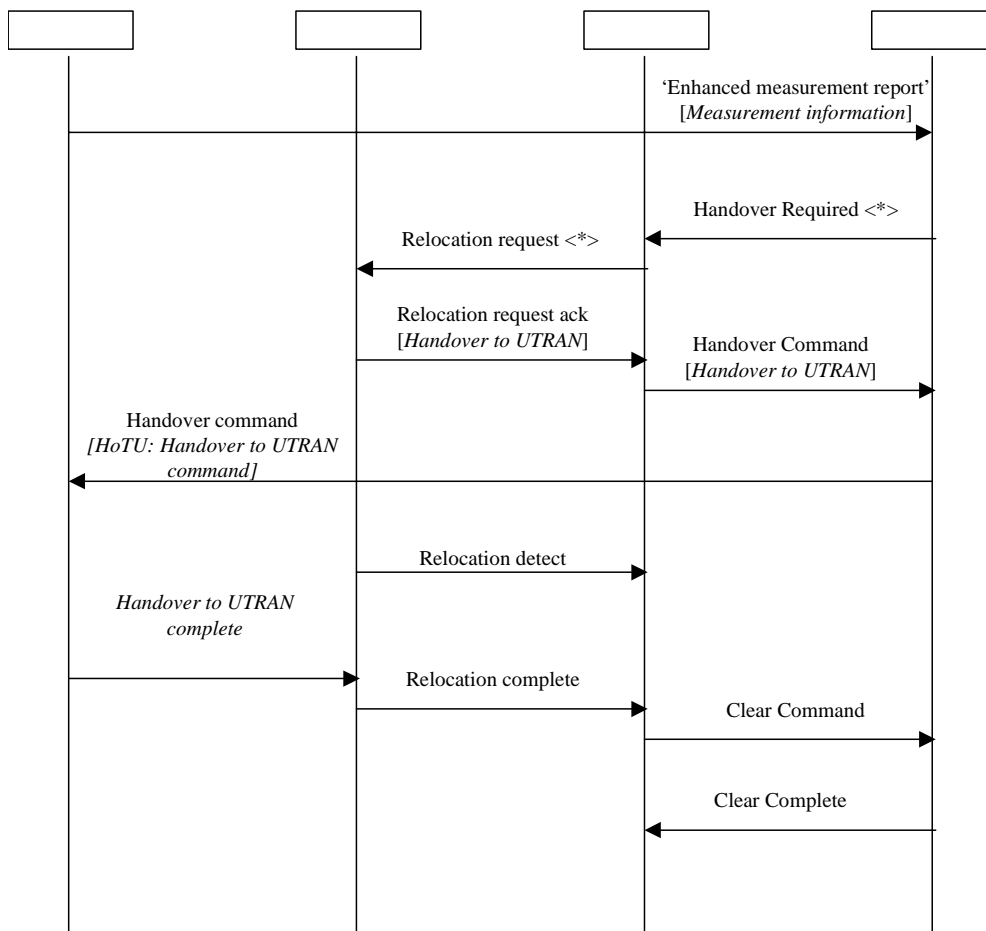 ‘Enhanced measurement report’
[Measurement information]
Handover Required <*>
Relocation request <*>
Relocation request ack
[Handover to UTRAN]
Handover Command
[Handover to UTRAN]
Handover command
[HoTU: Handover to UTRAN
command]
Relocation detect
Handover to UTRAN
complete
Relocation complete
Clear Command
Clear Complete